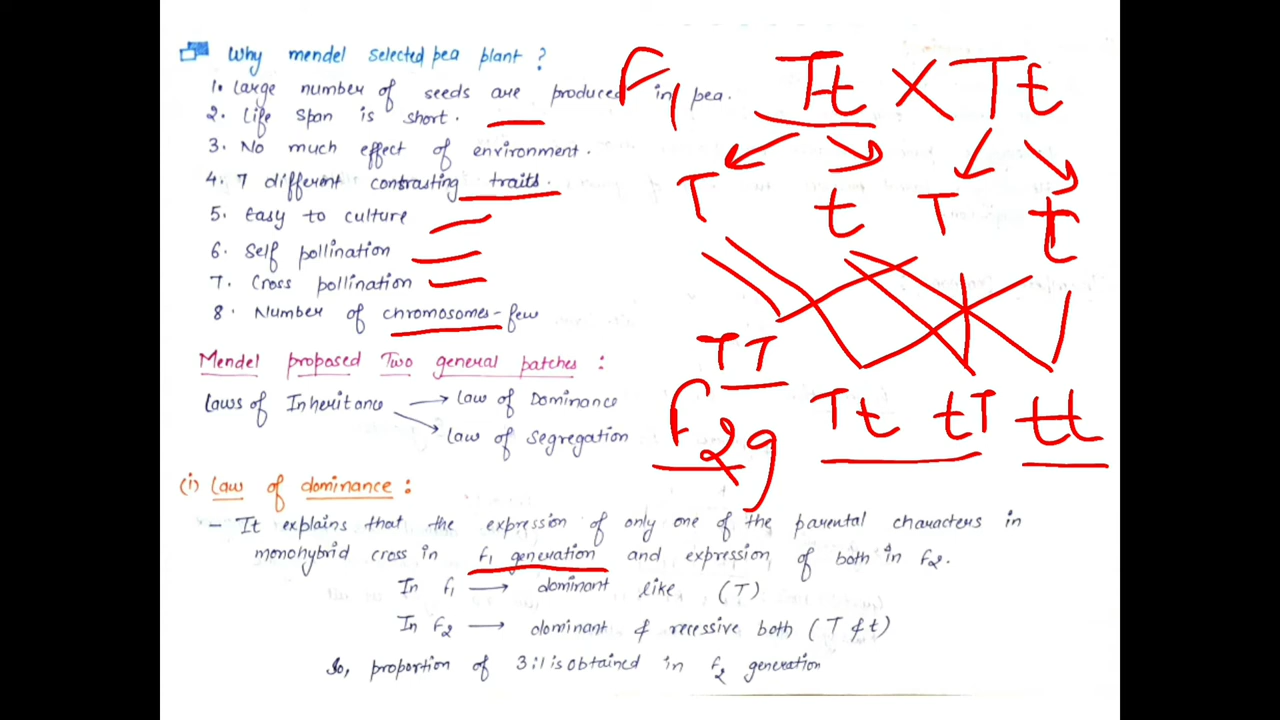 Why mendel selected pea plant ?
1. Large number of seeds are produced in pea.
2. Life span is short.
3. No much effect of environment.
4. 7 different contrasting traits.
5. Easy to culture
6. Self pollination
7. Cross pollination
8. Number of chromosomes - few
Mendel proposed Two general patches :
Laws of Inheritance → Law of Dominance
→ Law of Segregation
(i) Law of dominance :
- It explains that the expression of only one of the parental characters in
monohybrid cross in f1 generation and expression of both in F2.
In f1 → dominant like (T)
In F2 → dominant & recessive both (T & t)
So, proportion of 3:1 is obtained in F2 generation
F1 Tt X Tt
T t T t
TT Tt tT tt
F2 g